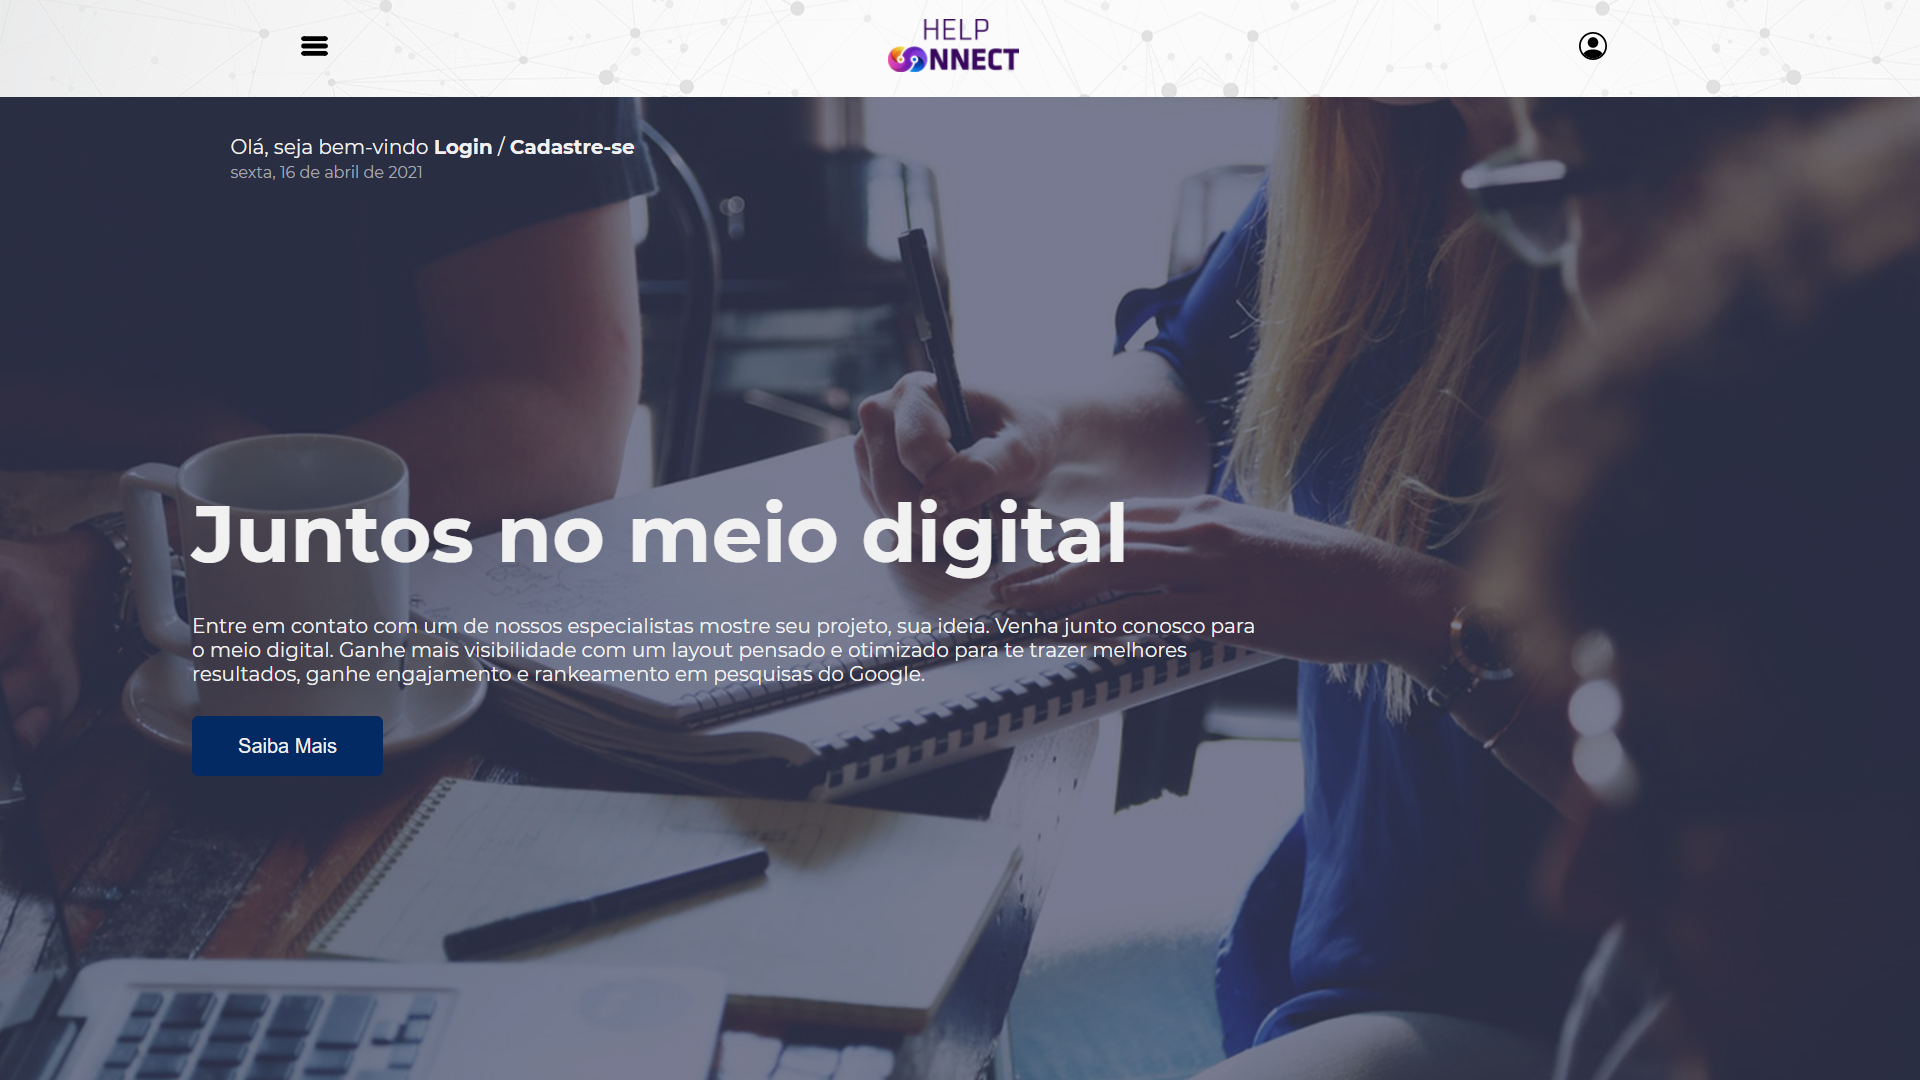 HELP
CONNECT
Olá, seja bem-vindo Login / Cadastre-se
sexta, 16 de abril de 2021
Juntos no meio digital
Entre em contato com um de nossos especialistas mostre seu projeto, sua ideia. Venha junto conosco para
o meio digital. Ganhe mais visibilidade com um layout pensado e otimizado para te trazer melhores
resultados, ganhe engajamento e rankeamento em pesquisas do Google.
Saiba Mais